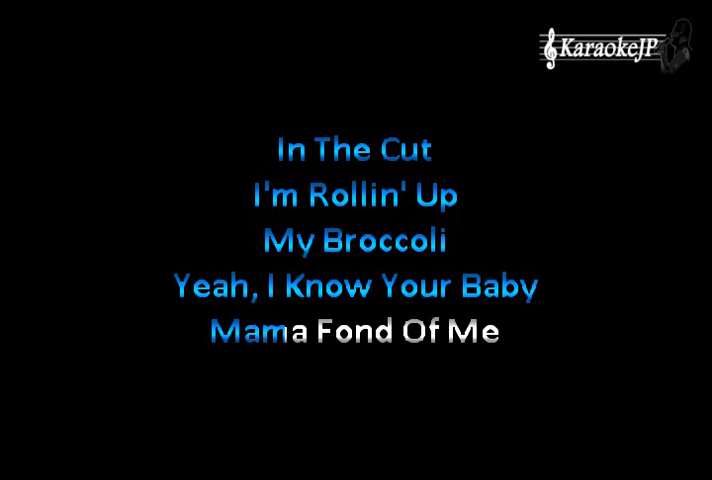 KaraokeJP
In The Cut
I'm Rollin' Up
My Broccoli
Yeah, I Know Your Baby
Mama Fond Of Me